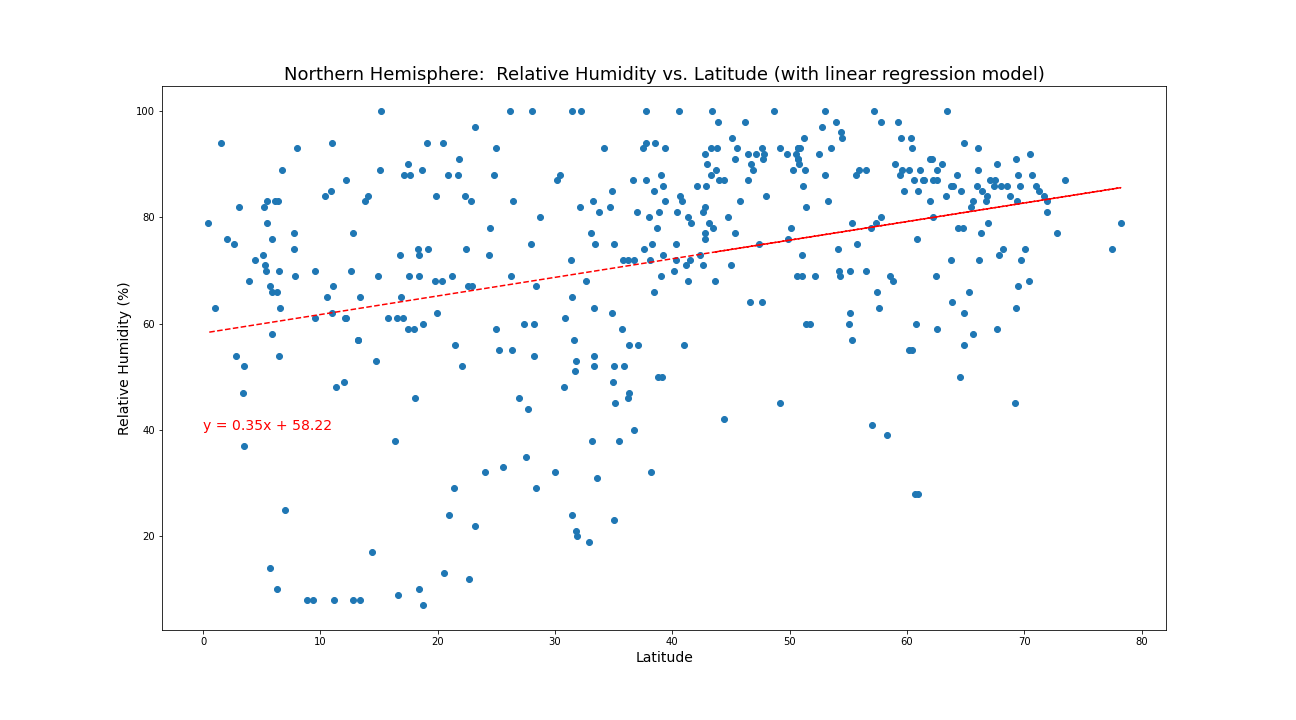 Northern Hemisphere:  Relative Humidity vs. Latitude (with linear regression model)
100
80
60
40
20
Relative Humidity (%)
y = 0.35x + 58.22
0 10 20 30 40 50 60 70 80
Latitude